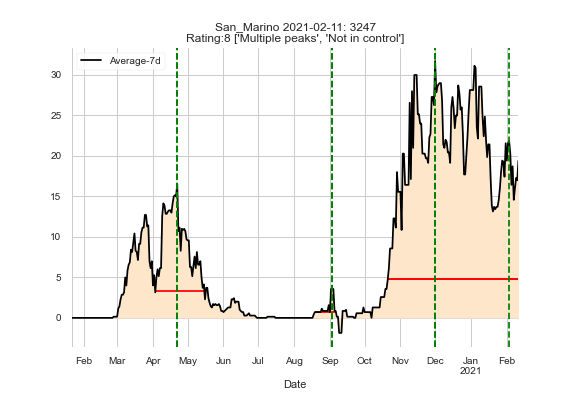 San_Marino 2021-02-11: 3247
Rating:8 ['Multiple peaks', 'Not in control']
Average-7d
30
25
20
15
10
5
0
Feb Mar Apr May Jun Jul Aug Sep Oct Nov Dec Jan Feb
2021
Date